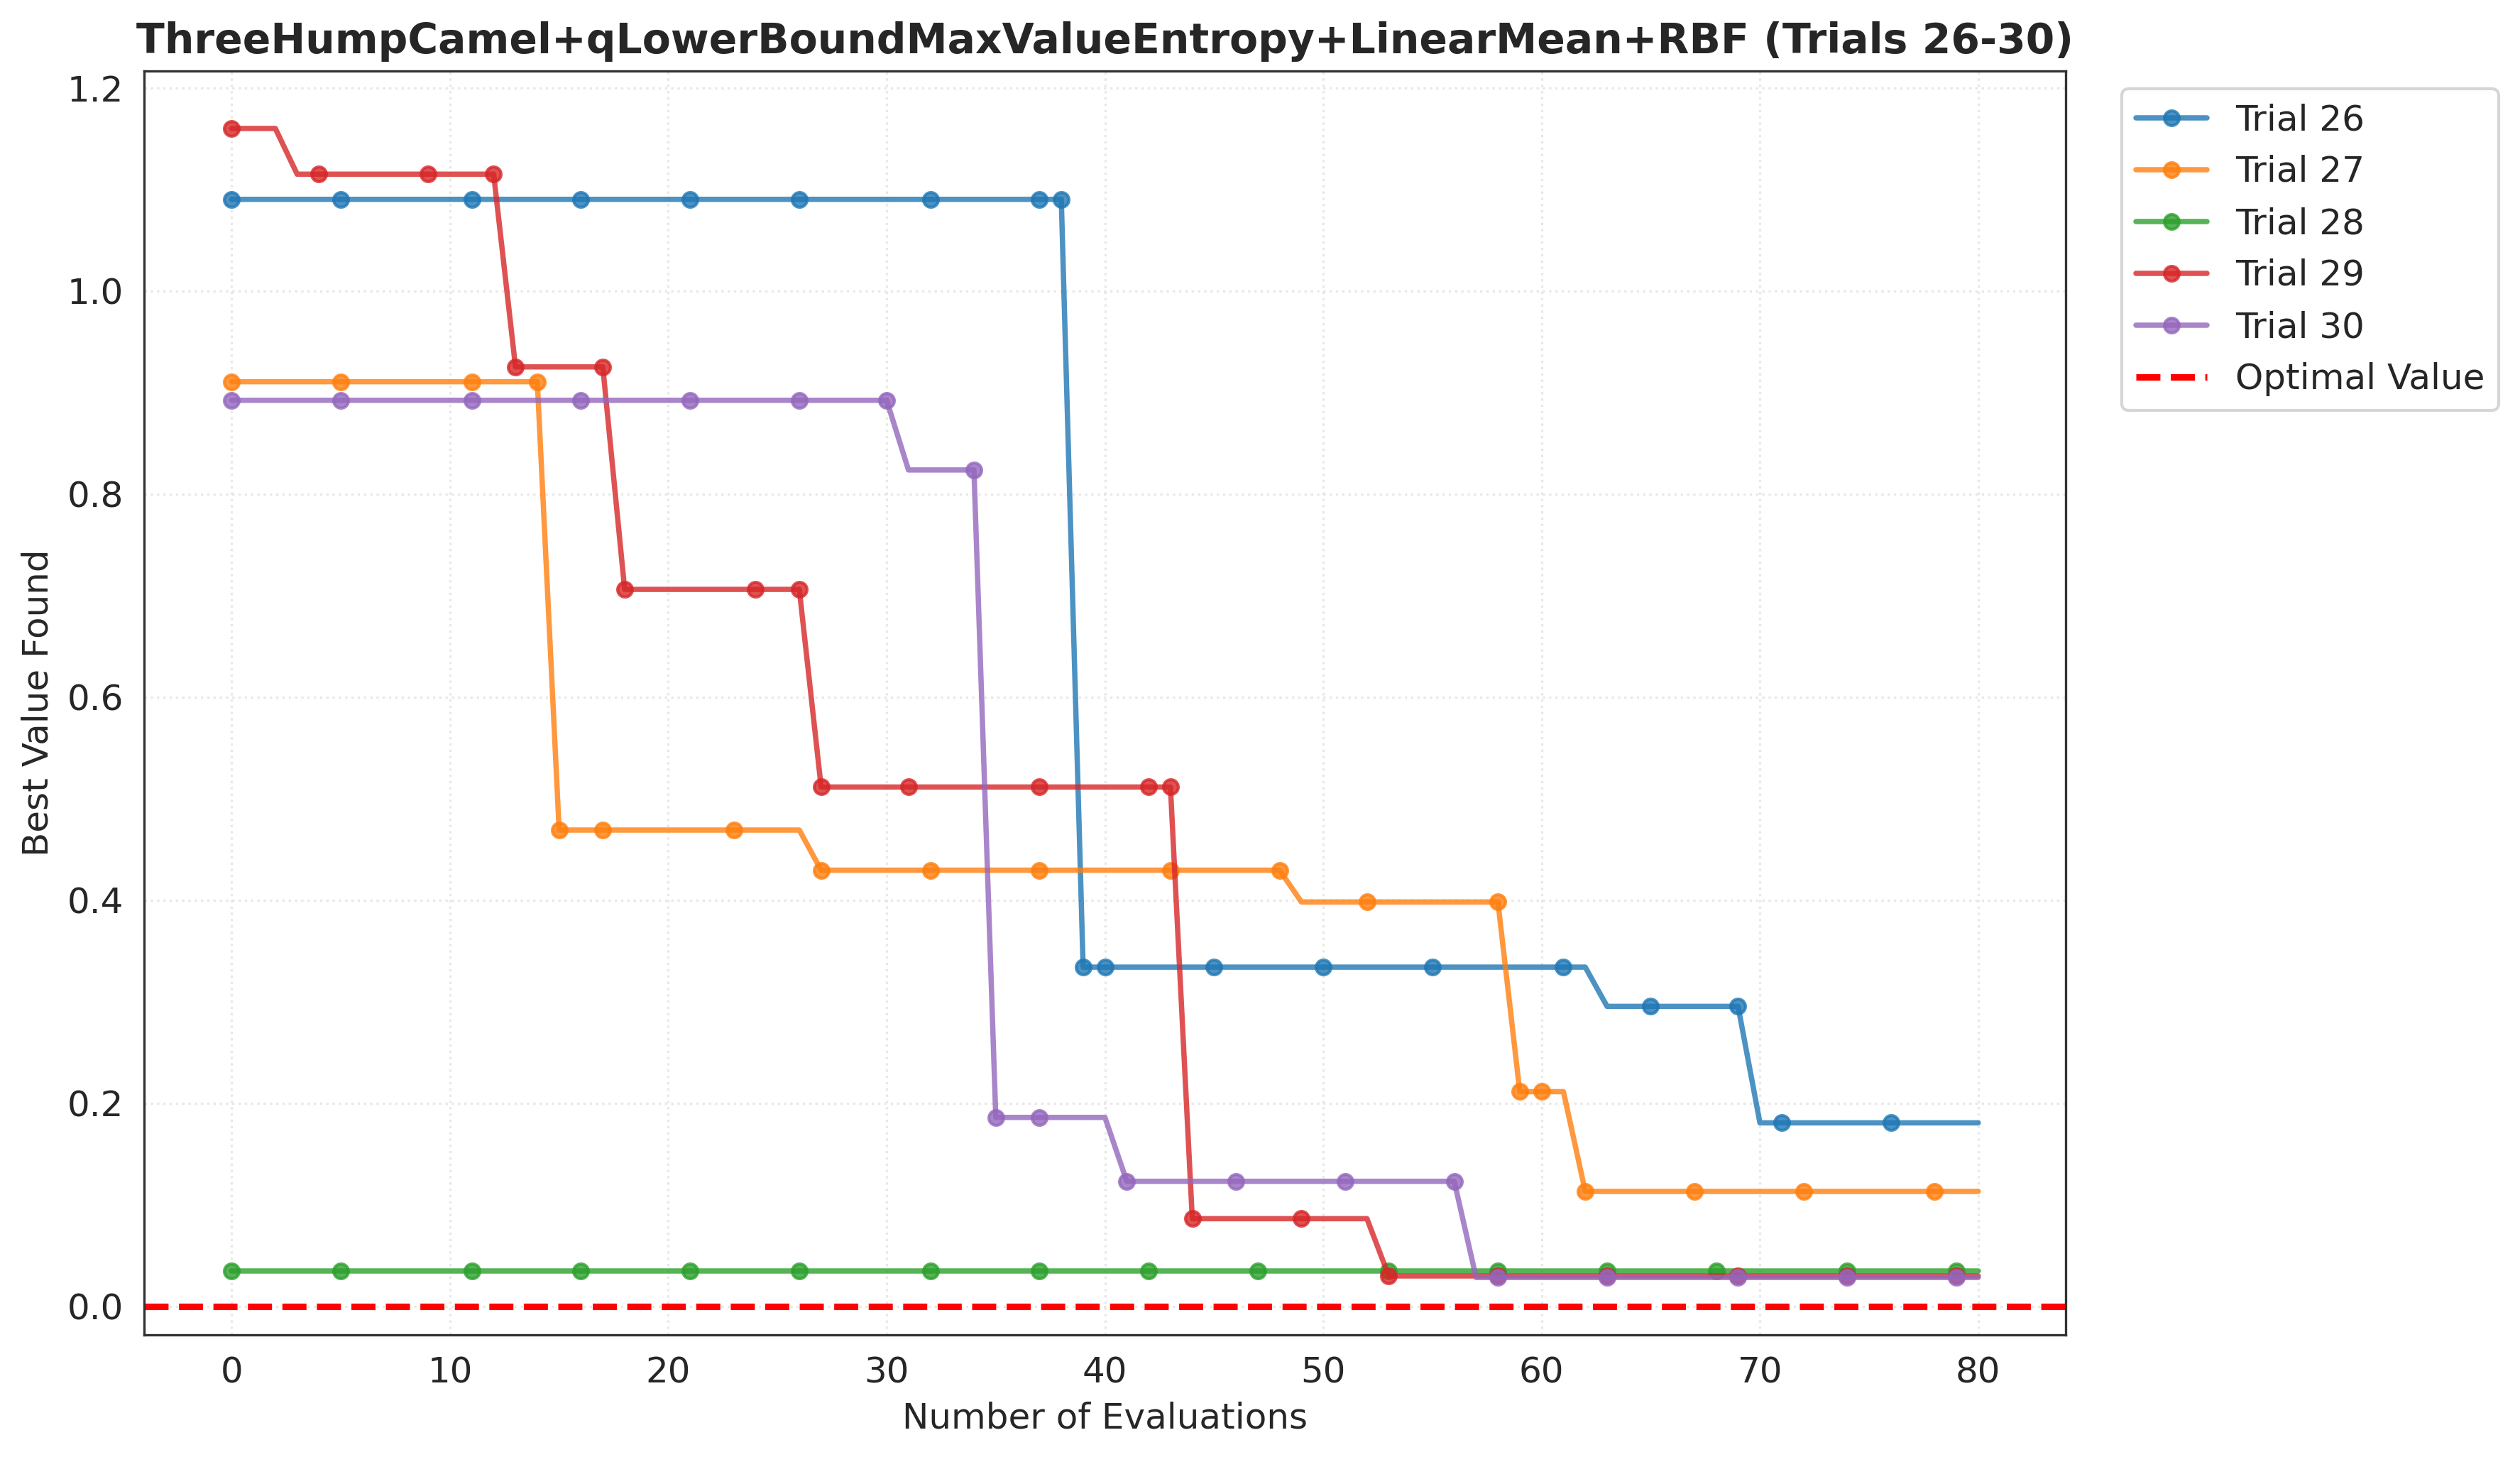 ThreeHumpCamel+qLowerBoundMaxValueEntropy+LinearMean+RBF (Trials 26-30)
Best Value Found
1.2
1.0
0.8
0.6
0.4
0.2
0.0
0 10 20 30 40 50 60 70 80
Number of Evaluations
Trial 26
Trial 27
Trial 28
Trial 29
Trial 30
Optimal Value